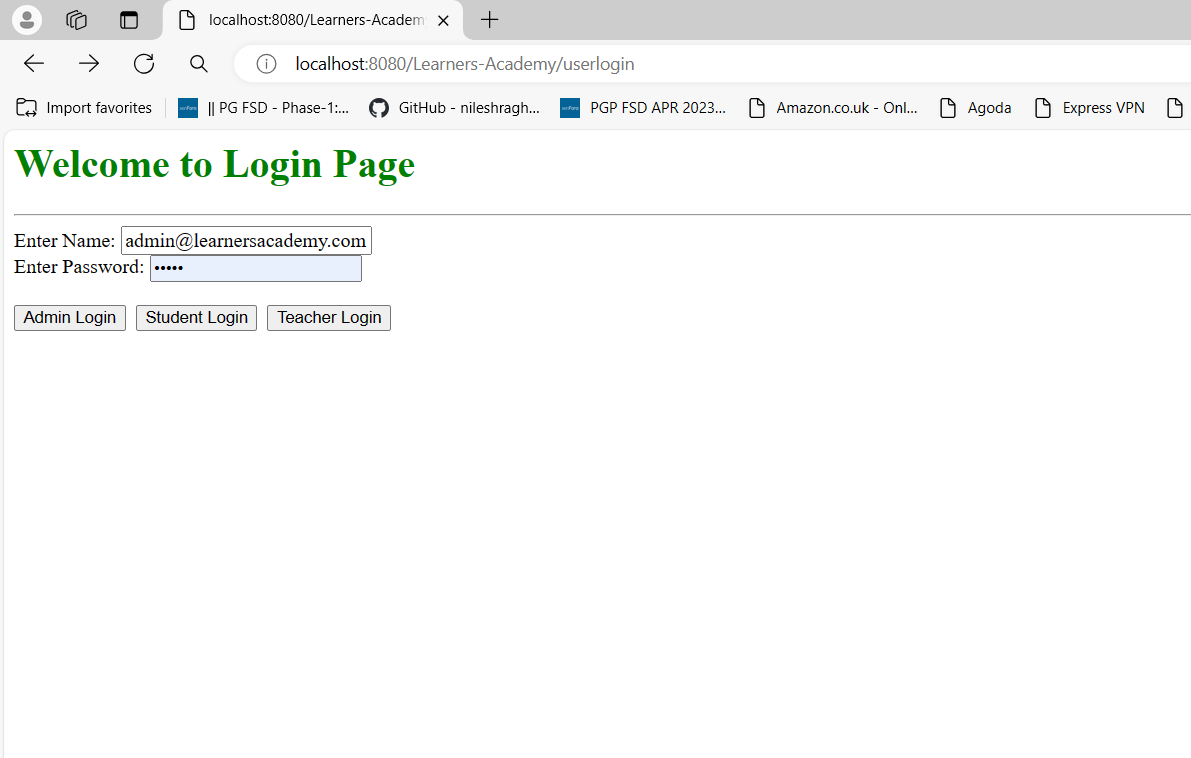 localhost:8080/Learners-Academ
localhost:8080/Learners-Academy/userlogin
Import favorites || PG FSD - Phase-1:... GitHub - nileshragh... PGP FSD APR 2023... Amazon.co.uk - Onl... Agoda Express VPN
Welcome to Login Page
Enter Name: admin@learnersacademy.com
Enter Password: •••••
Admin Login Student Login Teacher Login